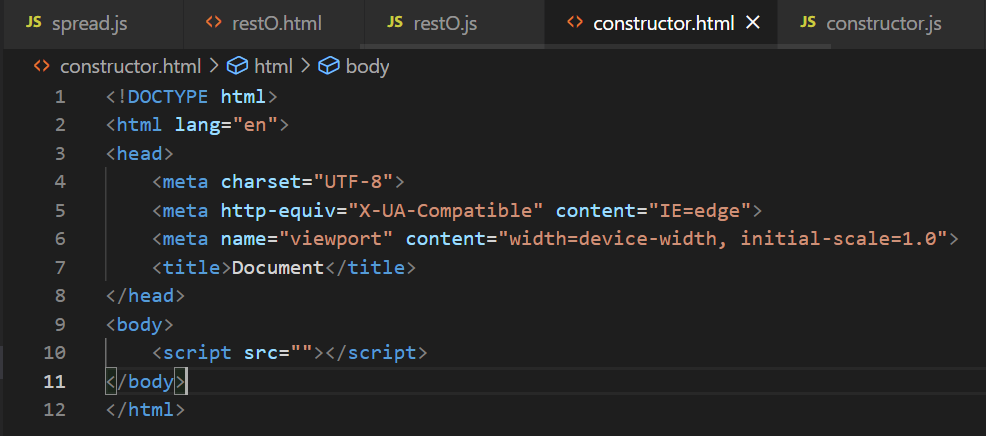 JS spread.js <> restO.html JS restO.js <> constructor.html × JS constructor.js
<> constructor.html > html > body
1 <!DOCTYPE html>
2 <html lang="en">
3 <head>
4     <meta charset="UTF-8">
5     <meta http-equiv="X-UA-Compatible" content="IE=edge">
6     <meta name="viewport" content="width=device-width, initial-scale=1.0">
7     <title>Document</title>
8 </head>
9 <body>
10     <script src=""></script>
11 </body>
12 </html>